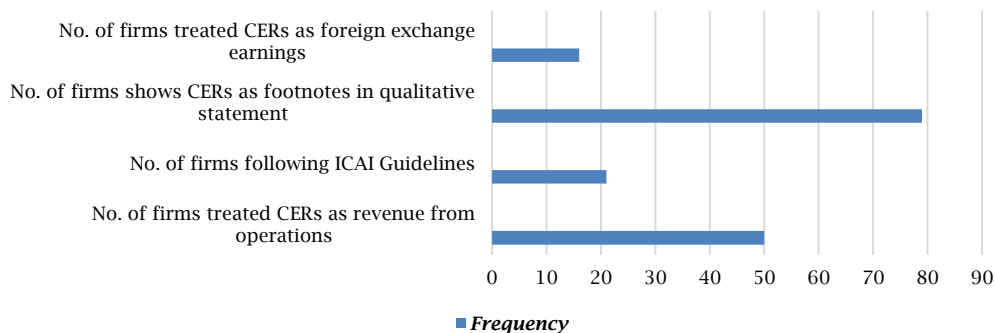 No. of firms treated CERs as foreign exchange
earnings
No. of firms shows CERs as footnotes in qualitative
statement
No. of firms following ICAI Guidelines
No. of firms treated CERs as revenue from
operations
0 10 20 30 40 50 60 70 80 90
Frequency